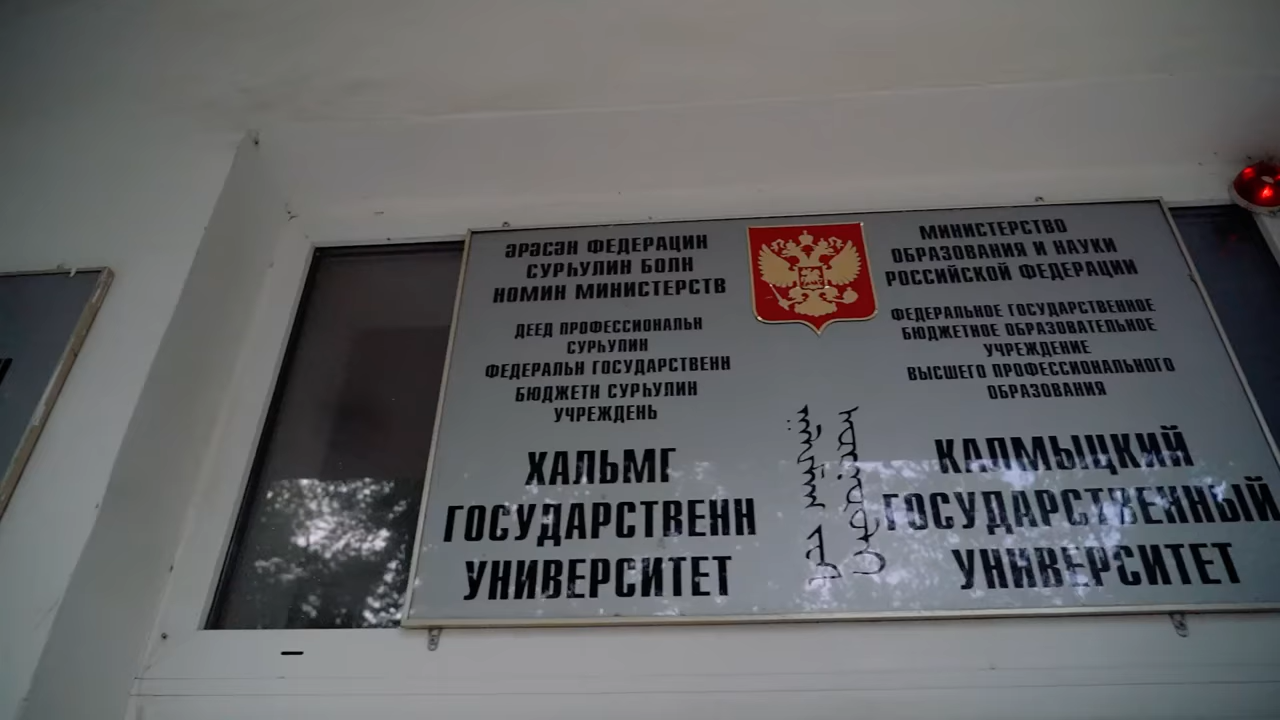 ӘРӘСӘН ФЕДЕРАЦИН
СУРҺУЛИН БОЛН
НОМИН МИНИСТЕРСТВ
ДЕЕД ПРОФЕССИОНАЛЬН
СУРҺУЛИН
ФЕДЕРАЛЬН ГОСУДАРСТВЕНН
БЮДЖЕТН СУРҺУЛИН
УЧРЕЖДЕНЬ
ХАЛЬМГ
ГОСУДАРСТВЕНН
УНИВЕРСИТЕТ
МИНИСТЕРСТВО
ОБРАЗОВАНИЯ И НАУКИ
РОССИЙСКОЙ ФЕДЕРАЦИИ
ФЕДЕРАЛЬНОЕ ГОСУДАРСТВЕННОЕ
БЮДЖЕТНОЕ ОБРАЗОВАТЕЛЬНОЕ
УЧРЕЖДЕНИЕ
ВЫСШЕГО ПРОФЕССИОНАЛЬНОГО
ОБРАЗОВАНИЯ
КАЛМЫЦКИЙ
ГОСУДАРСТВЕННЫЙ
УНИВЕРСИТЕТ